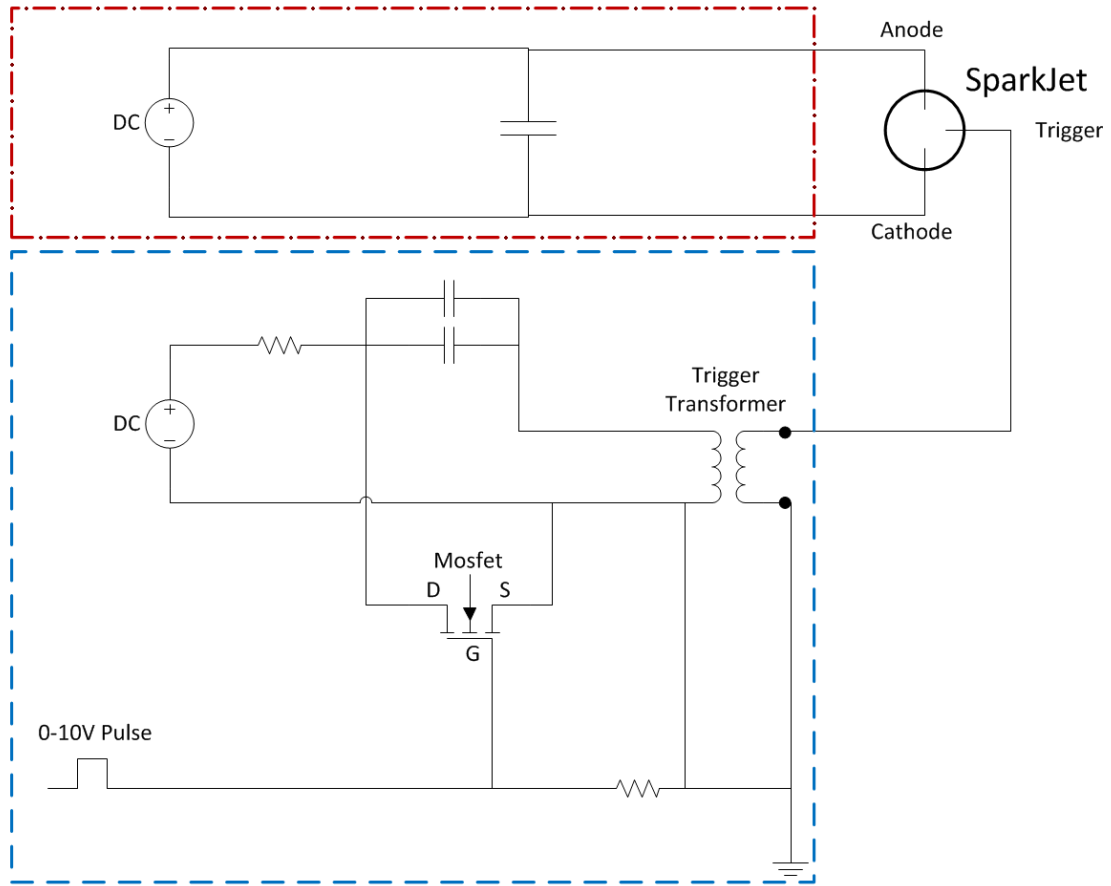 Anode
SparkJet
DC
Trigger
Cathode
Trigger
Transformer
DC
Mosfet
D
S
G
0-10V Pulse